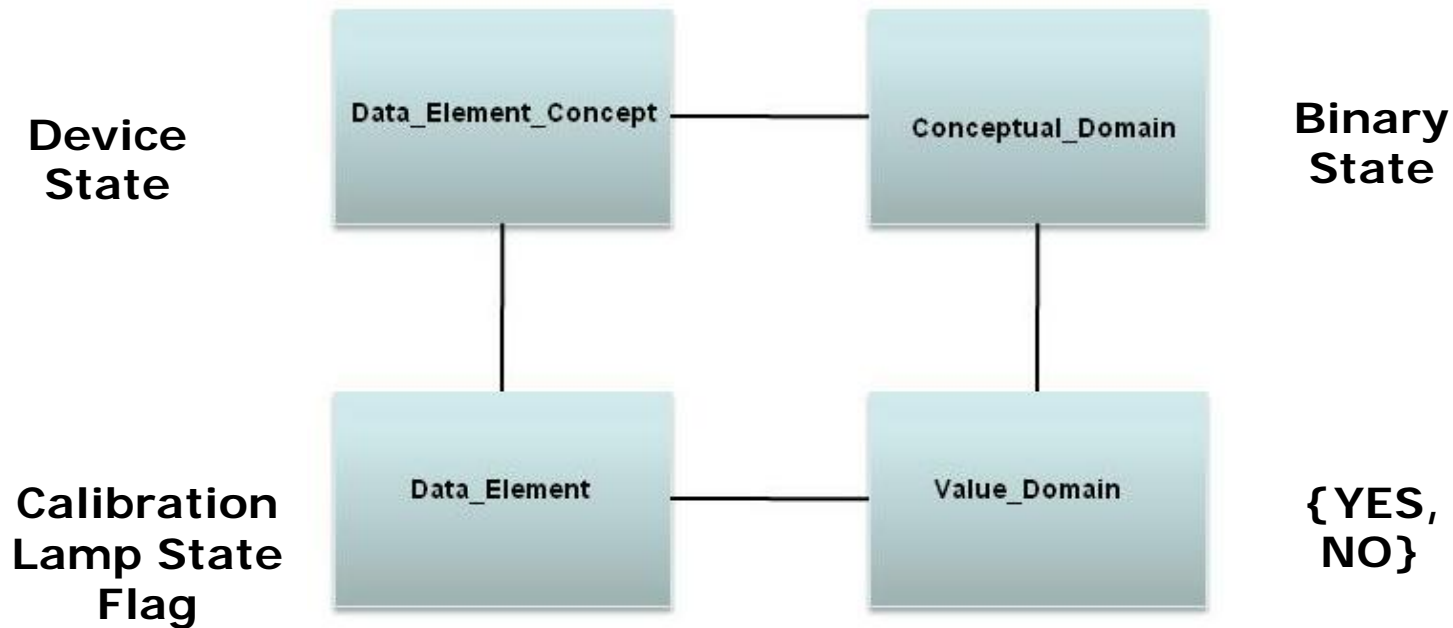 Device
State
Data_Element_Concept
Conceptual_Domain
Binary
State
Calibration
Lamp State
Flag
Data_Element
Value_Domain
{YES,
NO}